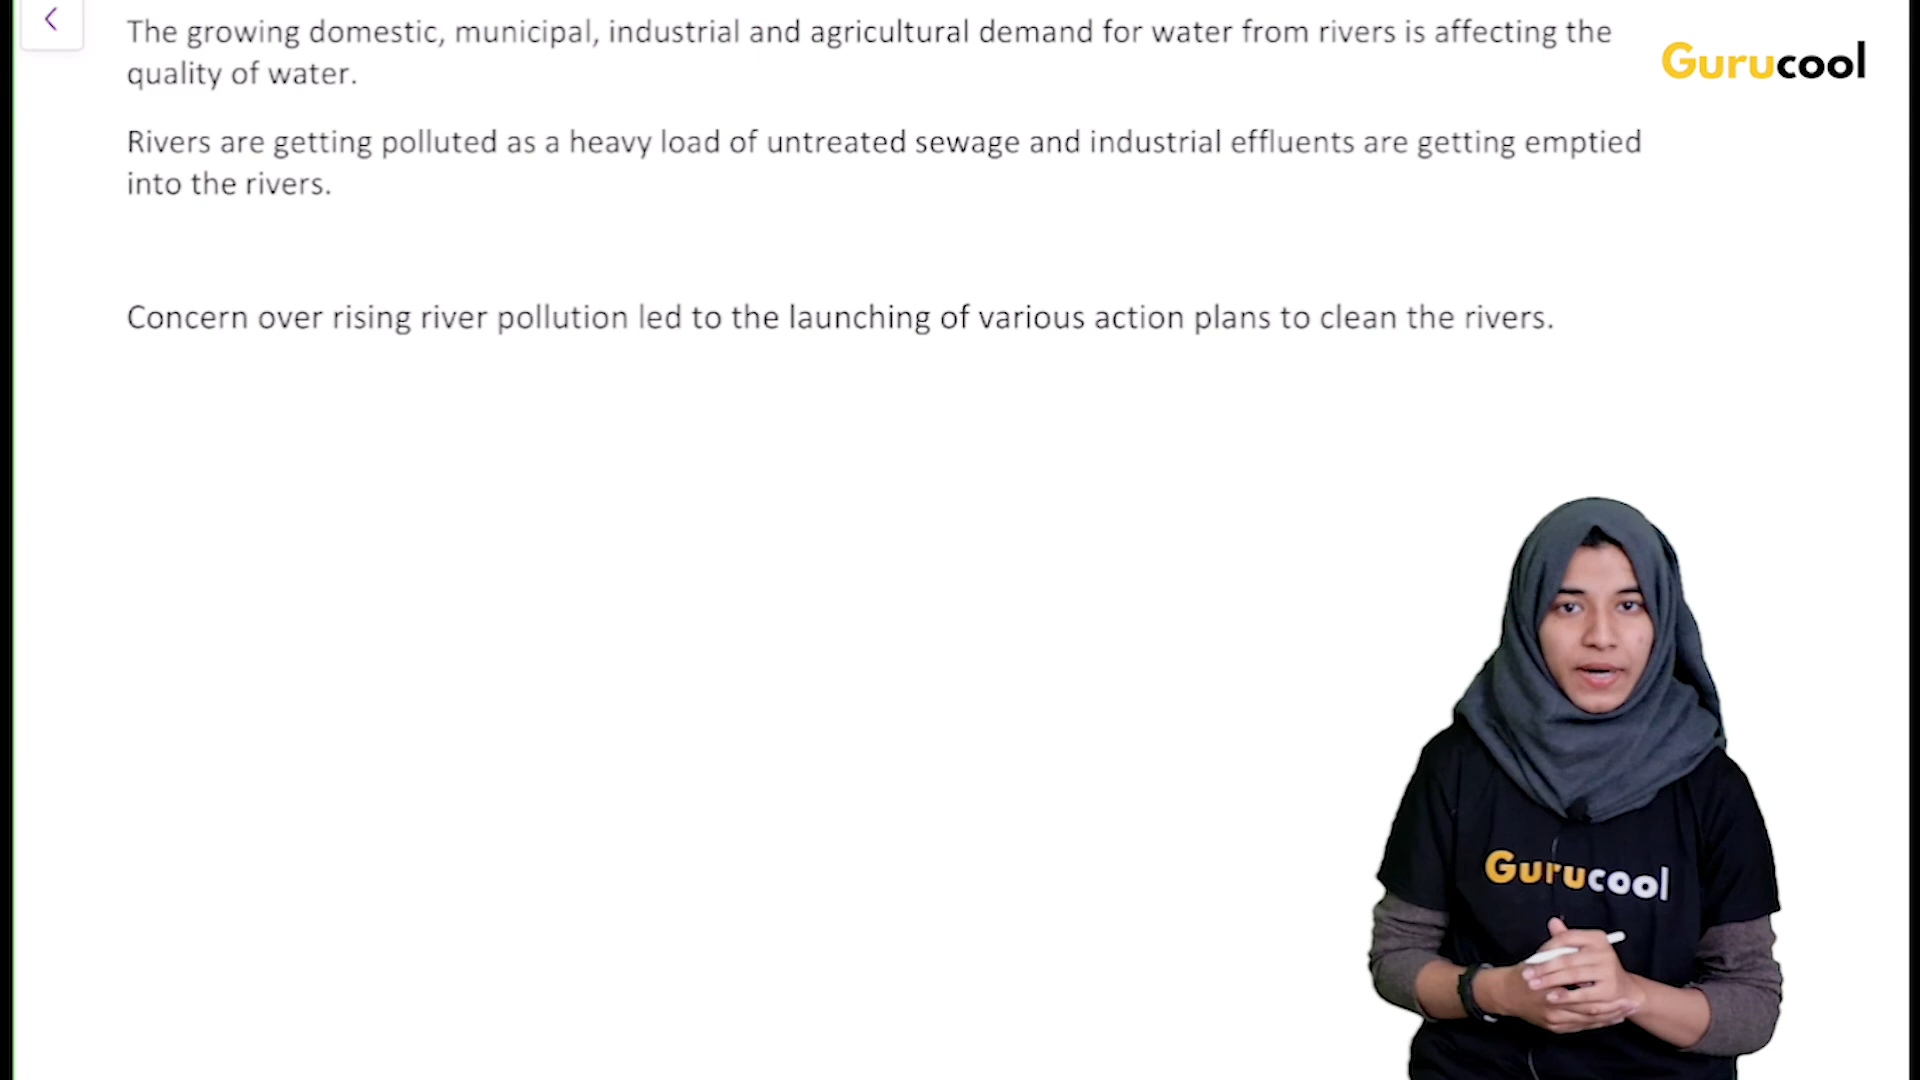 The growing domestic, municipal, industrial and agricultural demand for water from rivers is affecting the
quality of water.
Gurucool
Rivers are getting polluted as a heavy load of untreated sewage and industrial effluents are getting emptied
into the rivers.
Concern over rising river pollution led to the launching of various action plans to clean the rivers.
Gurucool